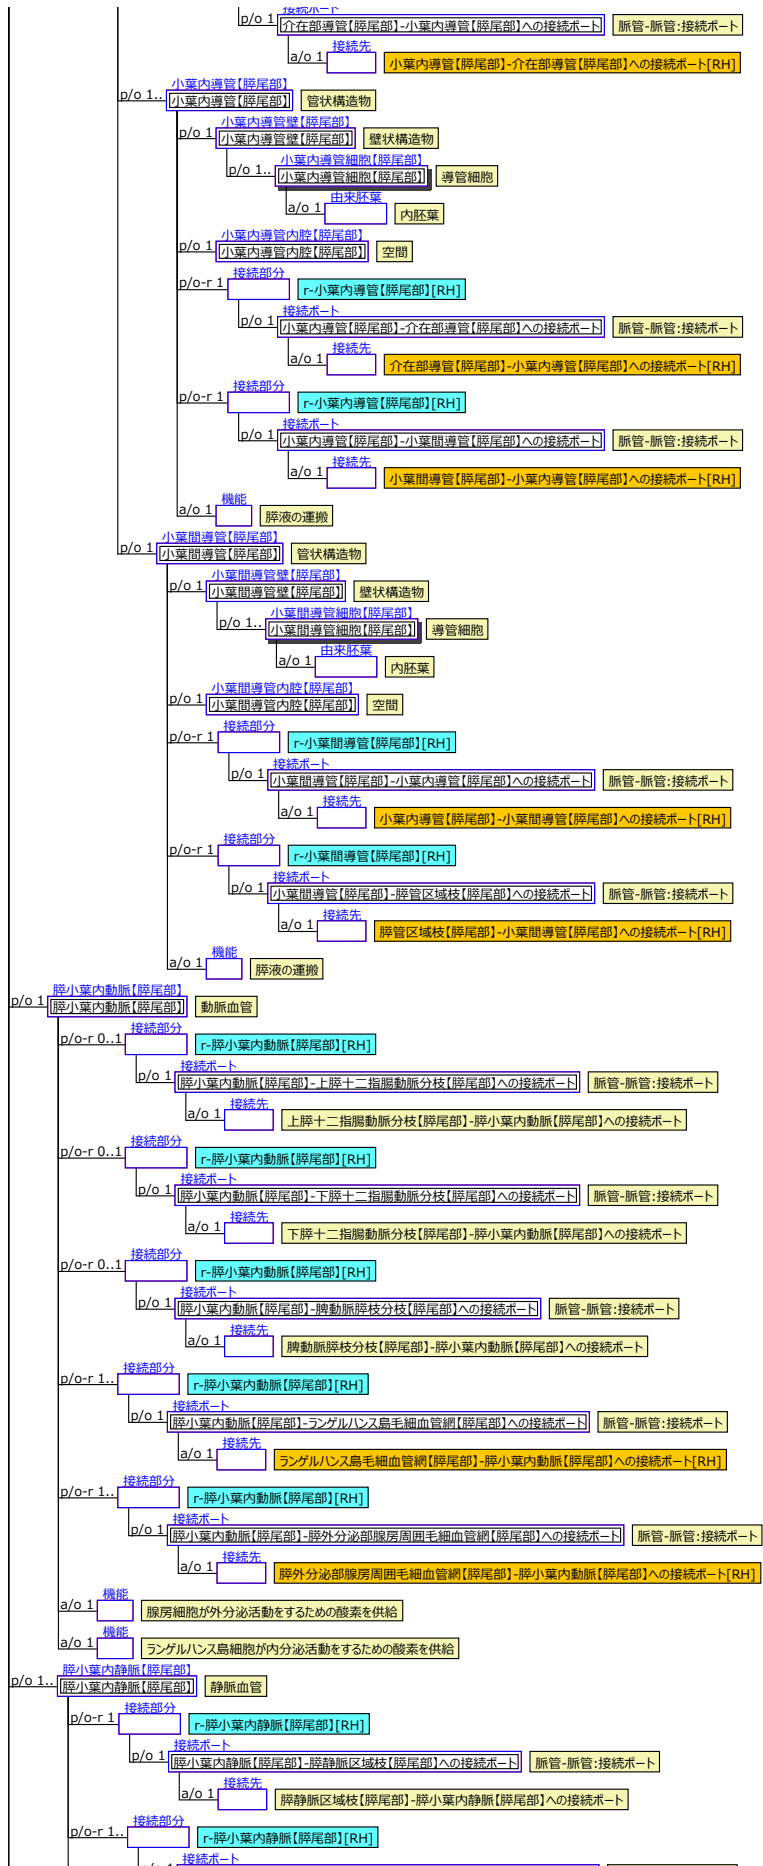 接続ポート
p/o 1 介在部導管【膵尾部】-小葉内導管【膵尾部】への接続ポート 脈管-脈管:接続ポート
接続先
a/o 1 小葉内導管【膵尾部】-介在部導管【膵尾部】への接続ポート[RH]
小葉内導管【膵尾部】
p/o 1.. 小葉内導管【膵尾部】 管状構造物
小葉内導管壁【膵尾部】
p/o 1 小葉内導管壁【膵尾部】 壁状構造物
小葉内導管細胞【膵尾部】
p/o 1.. 小葉内導管細胞【膵尾部】 導管細胞
由来胚葉
a/o 1 内胚葉
小葉内導管内腔【膵尾部】
p/o 1 小葉内導管内腔【膵尾部】 空間
接続部分
p/o-r 1 r-小葉内導管【膵尾部】[RH]
接続ポート
p/o 1 小葉内導管【膵尾部】-介在部導管【膵尾部】への接続ポート 脈管-脈管:接続ポート
接続先
a/o 1 介在部導管【膵尾部】-小葉内導管【膵尾部】への接続ポート[RH]
接続部分
p/o-r 1 r-小葉内導管【膵尾部】[RH]
接続ポート
p/o 1 小葉内導管【膵尾部】-小葉間導管【膵尾部】への接続ポート 脈管-脈管:接続ポート
接続先
a/o 1 小葉間導管【膵尾部】-小葉内導管【膵尾部】への接続ポート[RH]
機能
a/o 1 膵液の運搬
小葉間導管【膵尾部】
p/o 1 小葉間導管【膵尾部】 管状構造物
小葉間導管壁【膵尾部】
p/o 1 小葉間導管壁【膵尾部】 壁状構造物
小葉間導管細胞【膵尾部】
p/o 1.. 小葉間導管細胞【膵尾部】 導管細胞
由来胚葉
a/o 1 内胚葉
小葉間導管内腔【膵尾部】
p/o 1 小葉間導管内腔【膵尾部】 空間
接続部分
p/o-r 1 r-小葉間導管【膵尾部】[RH]
接続ポート
p/o 1 小葉間導管【膵尾部】-小葉内導管【膵尾部】への接続ポート 脈管-脈管:接続ポート
接続先
a/o 1 小葉内導管【膵尾部】-小葉間導管【膵尾部】への接続ポート[RH]
接続部分
p/o-r 1 r-小葉間導管【膵尾部】[RH]
接続ポート
p/o 1 小葉間導管【膵尾部】-膵管区域枝【膵尾部】への接続ポート 脈管-脈管:接続ポート
接続先
a/o 1 膵管区域枝【膵尾部】-小葉間導管【膵尾部】への接続ポート[RH]
機能
a/o 1 膵液の運搬
膵小葉内動脈【膵尾部】
p/o 1 膵小葉内動脈【膵尾部】 動脈血管
接続部分
p/o-r 0..1 r-膵小葉内動脈【膵尾部】[RH]
接続ポート
p/o 1 膵小葉内動脈【膵尾部】-上膵十二指腸動脈分枝【膵尾部】への接続ポート 脈管-脈管:接続ポート
接続先
a/o 1 上膵十二指腸動脈分枝【膵尾部】-膵小葉内動脈【膵尾部】への接続ポート
接続部分
p/o-r 0..1 r-膵小葉内動脈【膵尾部】[RH]
接続ポート
p/o 1 膵小葉内動脈【膵尾部】-下膵十二指腸動脈分枝【膵尾部】への接続ポート 脈管-脈管:接続ポート
接続先
a/o 1 下膵十二指腸動脈分枝【膵尾部】-膵小葉内動脈【膵尾部】への接続ポート
接続部分
p/o-r 0..1 r-膵小葉内動脈【膵尾部】[RH]
接続ポート
p/o 1 膵小葉内動脈【膵尾部】-脾動脈膵枝分枝【膵尾部】への接続ポート 脈管-脈管:接続ポート
接続先
a/o 1 脾動脈膵枝分枝【膵尾部】-膵小葉内動脈【膵尾部】への接続ポート
接続部分
p/o-r 1.. r-膵小葉内動脈【膵尾部】[RH]
接続ポート
p/o 1 膵小葉内動脈【膵尾部】-ランゲルハンス島毛細血管網【膵尾部】への接続ポート 脈管-脈管:接続ポート
接続先
a/o 1 ランゲルハンス島毛細血管網【膵尾部】-膵小葉内動脈【膵尾部】への接続ポート[RH]
接続部分
p/o-r 1.. r-膵小葉内動脈【膵尾部】[RH]
接続ポート
p/o 1 膵小葉内動脈【膵尾部】-膵外分泌部腺房周囲毛細血管網【膵尾部】への接続ポート 脈管-脈管:接続ポート
接続先
a/o 1 膵外分泌部腺房周囲毛細血管網【膵尾部】-膵小葉内動脈【膵尾部】への接続ポート[RH]
機能
a/o 1 腺房細胞が外分泌活動をするための酸素を供給
機能
a/o 1 ランゲルハンス島細胞が内分泌活動をするための酸素を供給
膵小葉内静脈【膵尾部】
p/o 1.. 膵小葉内静脈【膵尾部】 静脈血管
接続部分
p/o-r 1 r-膵小葉内静脈【膵尾部】[RH]
接続ポート
p/o 1 膵小葉内静脈【膵尾部】-膵静脈区域枝【膵尾部】への接続ポート 脈管-脈管:接続ポート
接続先
a/o 1 膵静脈区域枝【膵尾部】-膵小葉内静脈【膵尾部】への接続ポート
接続部分
p/o-r 1.. r-膵小葉内静脈【膵尾部】[RH]
接続ポート